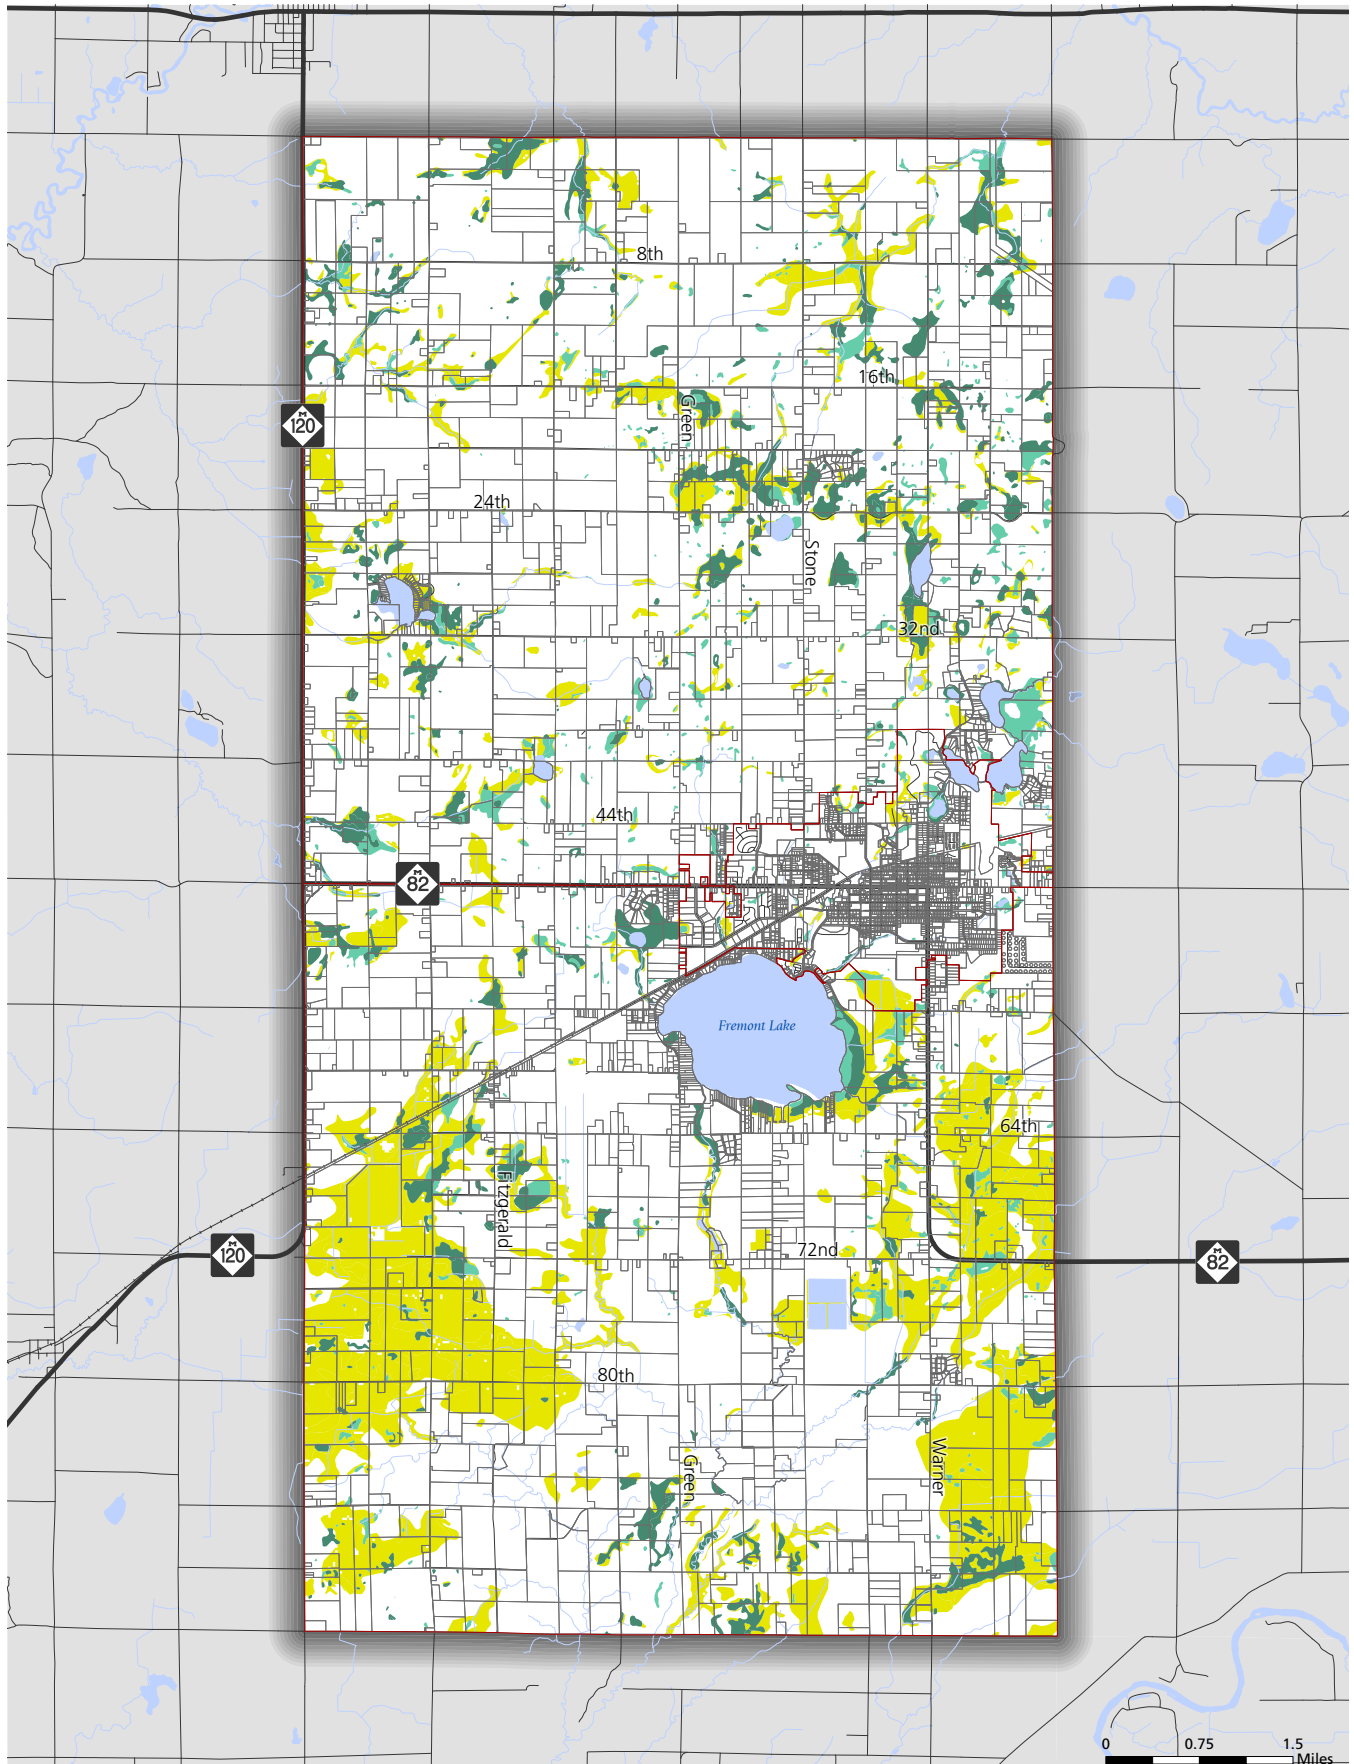 8th
16th
M
120
Green
24th
Stone
32nd
44th
M
82
Fremont Lake
64th
Fitzgerald
72nd
M
120
M
82
80th
Warner
Green
0 0.75 1.5
Miles